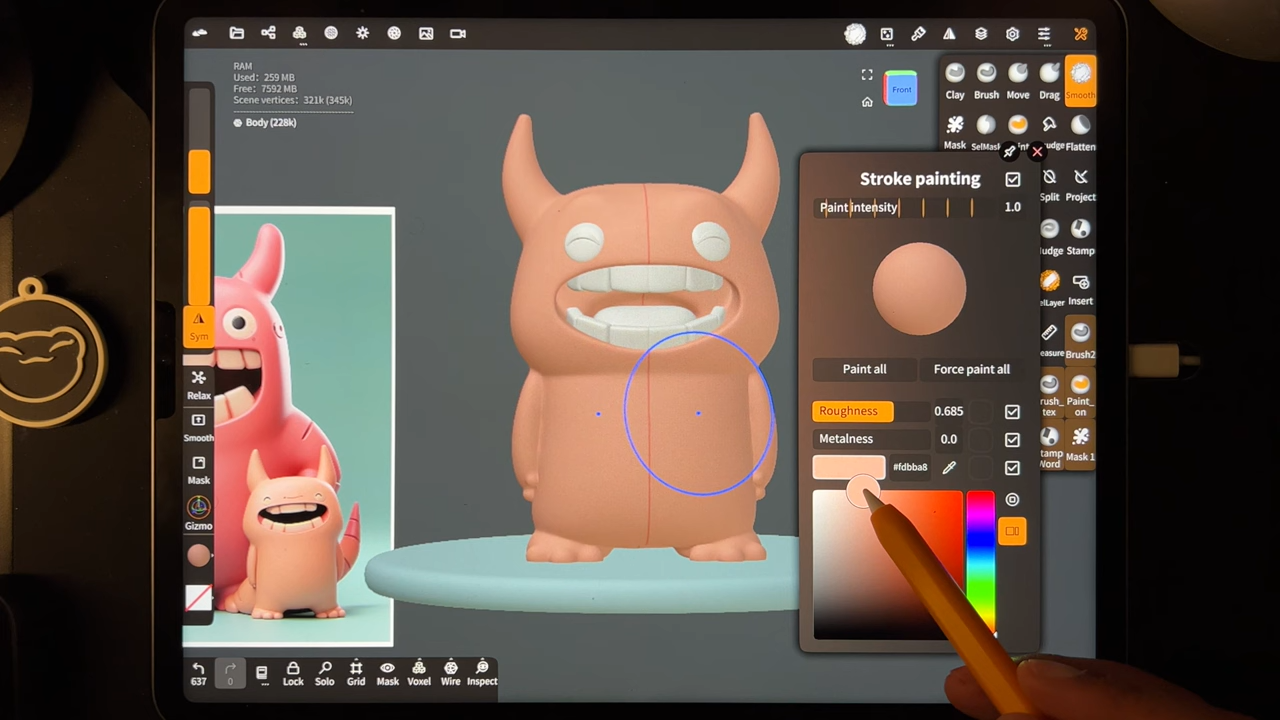 RAM
Used: 259 MB
Free: 7592 MB
Scene vertices: 321k (345k)
Body (228k)
Front
Clay Brush Move Drag Smooth
Mask SelMask Flatten
Split Project
Stamp
Insert
Brush2
Paint_on
Mask 1
Word
Stroke painting
Paint intensity 1.0
Paint all Force paint all
Roughness 0.685
Metalness 0.0
#fdbba8
Sym
Relax
Smooth
Mask
Gizmo
637 0 Lock Solo Grid Mask Voxel Wire Inspect